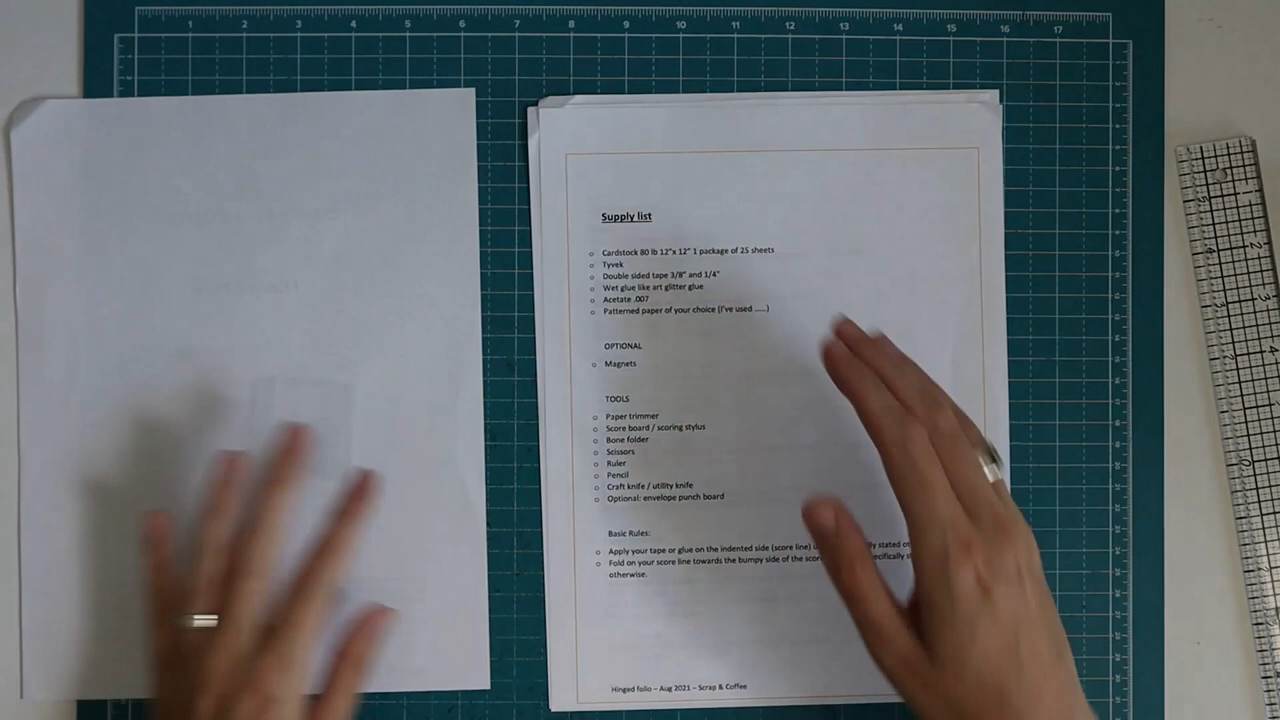 1 2 3 4 5 6 7 8 9 10 11 12 13 14 15 16 17
Supply list
o Cardstock 80 lb 12"x 12" 1 package of 25 sheets
o Tyvek
o Double sided tape 3/8" and 1/4"
o Wet glue like art glitter glue
o Acetate .007
o Patterned paper of your choice (I've used .....)
OPTIONAL
o Magnets
TOOLS
o Paper trimmer
o Score board / scoring stylus
o Bone folder
o Scissors
o Ruler
o Pencil
o Craft knife / utility knife
o Optional: envelope punch board
Basic Rules:
o Apply your tape or glue on the indented side (score line) stated
o Fold on your score line towards the bumpy side of the
otherwise.
Hinged folio – Aug 2021 – Scrap & Coffee